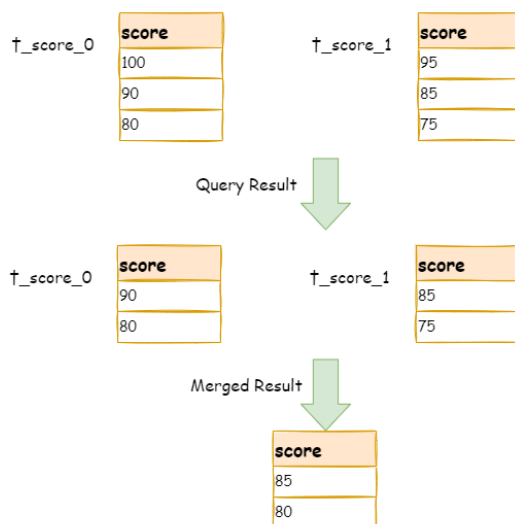 t_score_0
score
100
90
80
t_score_1
score
95
85
75
Query Result
t_score_0
score
90
80
t_score_1
score
85
75
Merged Result
score
85
80